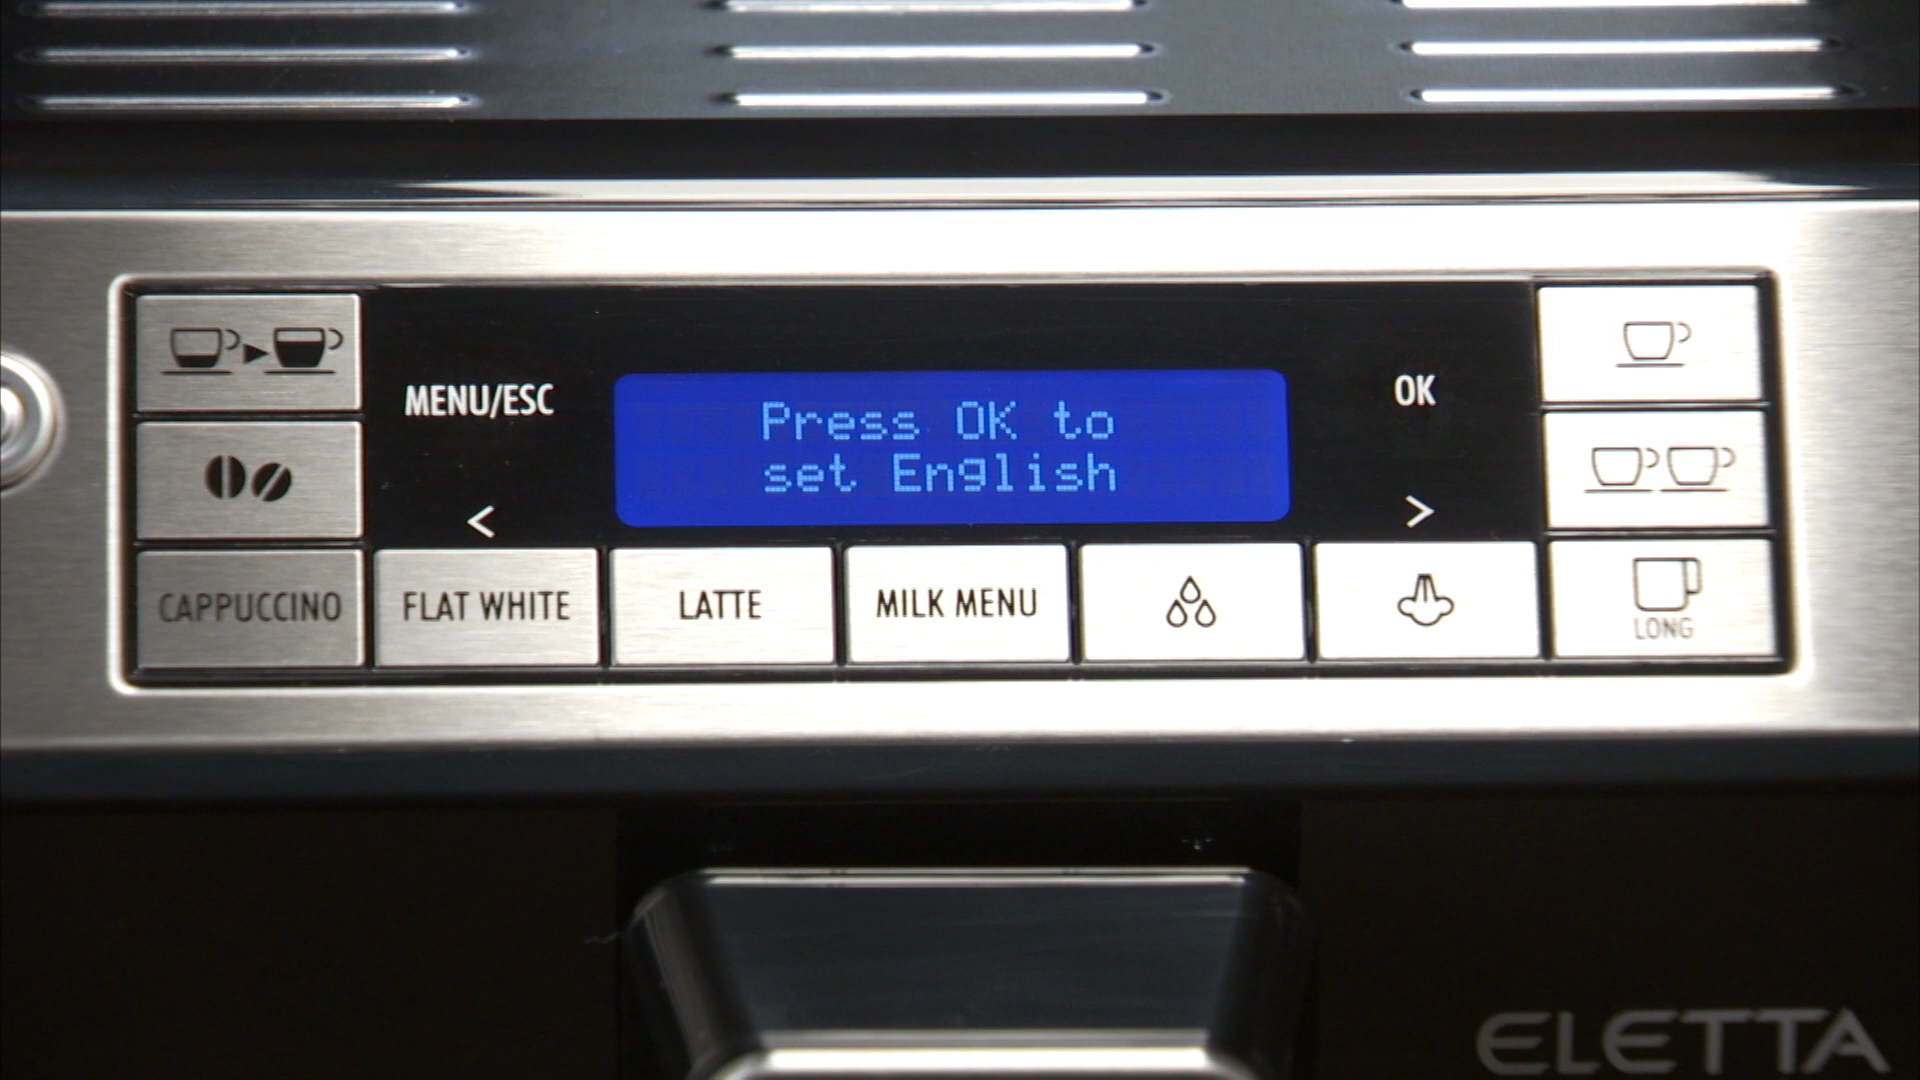 MENU/ESC
Press OK to
set English
OK
<
>
CAPPUCCINO
FLAT WHITE
LATTE
MILK MENU
LONG
ELETTA